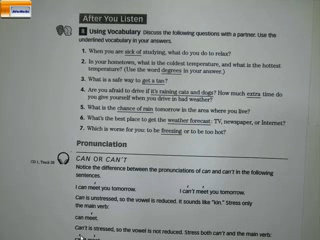 After You Listen
8 Using Vocabulary Discuss the following questions with a partner. Use the
underlined vocabulary in your answers.
1. When you are sick of studying, what do you do to relax?
2. In your hometown, what is the coldest temperature, and what is the hottest
temperature? (Use the word degrees in your answer.)
3. What is a safe way to get a tan?
4. Are you afraid to drive if it's raining cats and dogs? How much extra time do
you give yourself when you drive in bad weather?
5. What is the chance of rain tomorrow in the area where you live?
6. What's the best place to get the weather forecast: TV, newspaper, or Internet?
7. Which is worse for you: to be freezing or to be too hot?
Pronunciation
CD 1, Track 28
CAN OR CAN'T
Notice the difference between the pronunciations of can and can't in the following
sentences.
I can meet you tomorrow. I can't meet you tomorrow.
Can is unstressed, so the vowel is reduced. It sounds like "kin." Stress only
the main verb:
can meet.
Can't is stressed, so the vowel is not reduced. Stress both can't and the main verb: